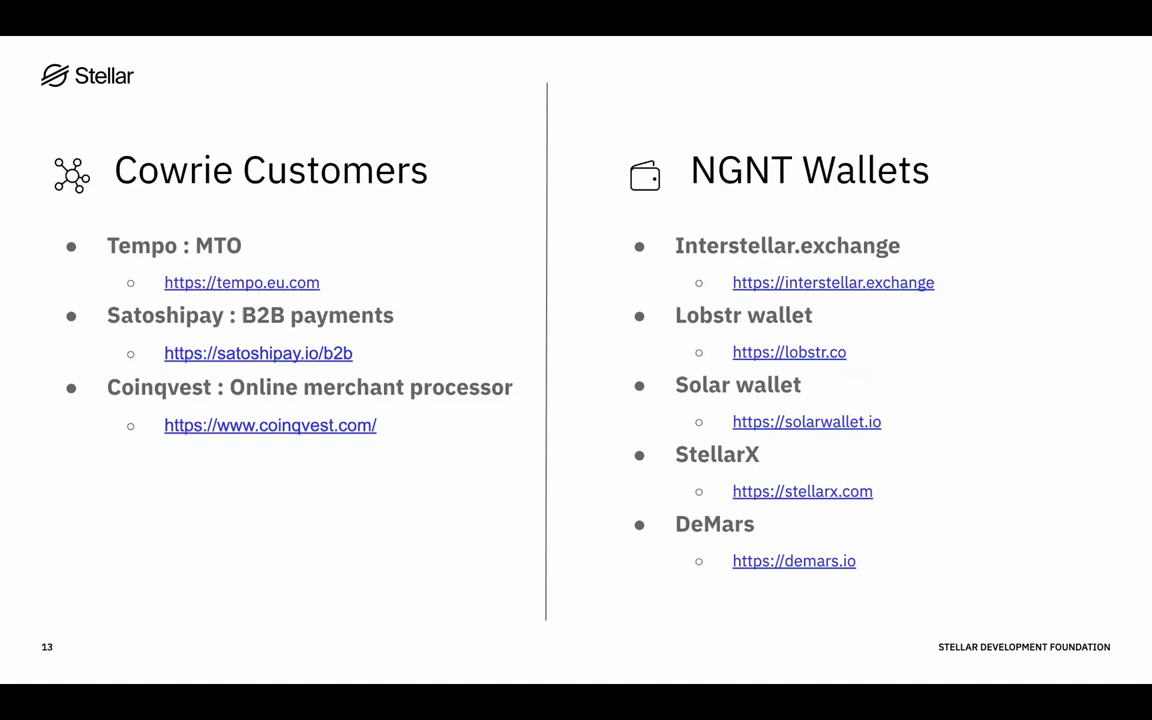 Stellar
Cowrie Customers
● Tempo : MTO
○ https://tempo.eu.com
● Satoshipay : B2B payments
○ https://satoshipay.io/b2b
● Coinqvest : Online merchant processor
○ https://www.coinqvest.com/
NGNT Wallets
● Interstellar.exchange
○ https://interstellar.exchange
● Lobstr wallet
○ https://lobstr.co
● Solar wallet
○ https://solarwallet.io
● StellarX
○ https://stellarx.com
● DeMars
○ https://demars.io
13
STELLAR DEVELOPMENT FOUNDATION